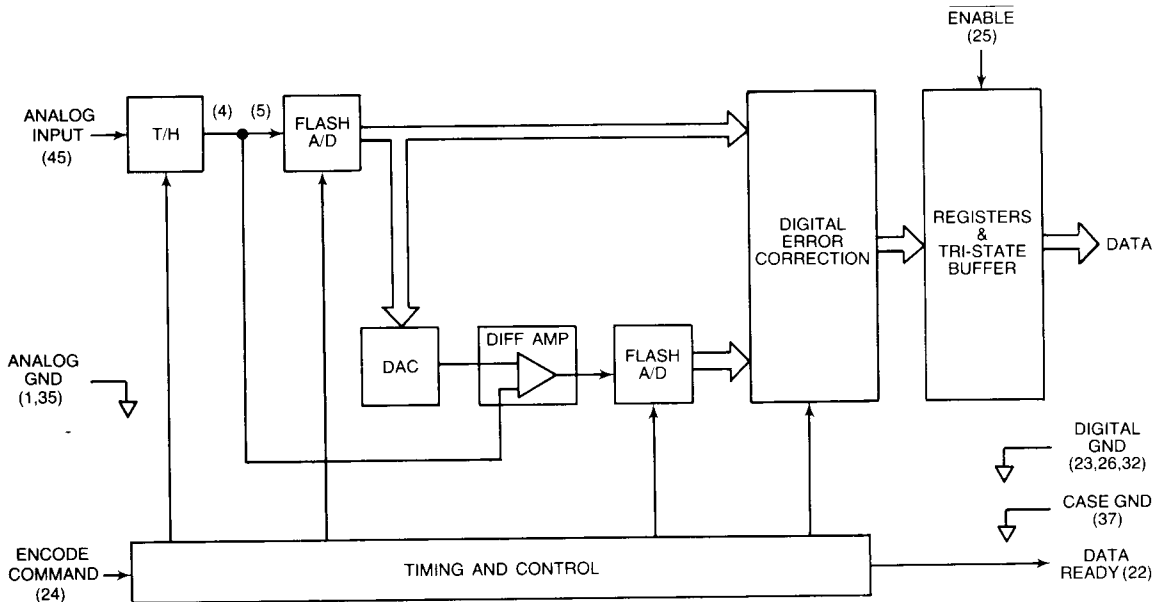 ENABLE
(25)
ANALOG
INPUT
(45)
T/H
(4)
(5)
FLASH
A/D
DIGITAL
ERROR
CORRECTION
REGISTERS
&
TRI-STATE
BUFFER
DATA
ANALOG
GND
(1,35)
DAC
DIFF AMP
FLASH
A/D
DIGITAL
GND
(23,26,32)
CASE GND
(37)
ENCODE
COMMAND
(24)
TIMING AND CONTROL
DATA
READY (22)